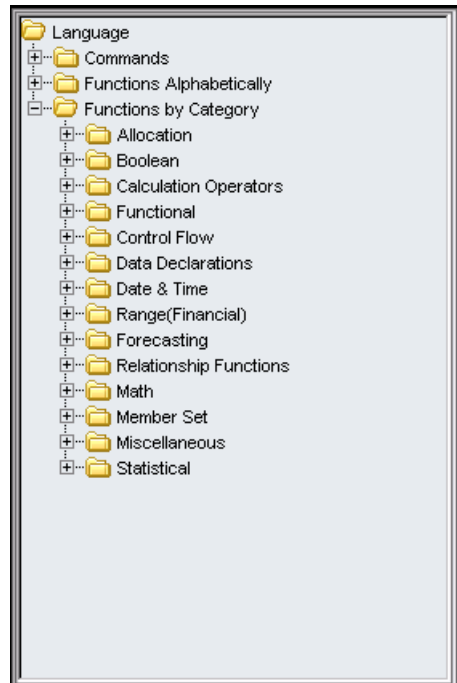 Language
Commands
Functions Alphabetically
Functions by Category
Allocation
Boolean
Calculation Operators
Functional
Control Flow
Data Declarations
Date & Time
Range(Financial)
Forecasting
Relationship Functions
Math
Member Set
Miscellaneous
Statistical